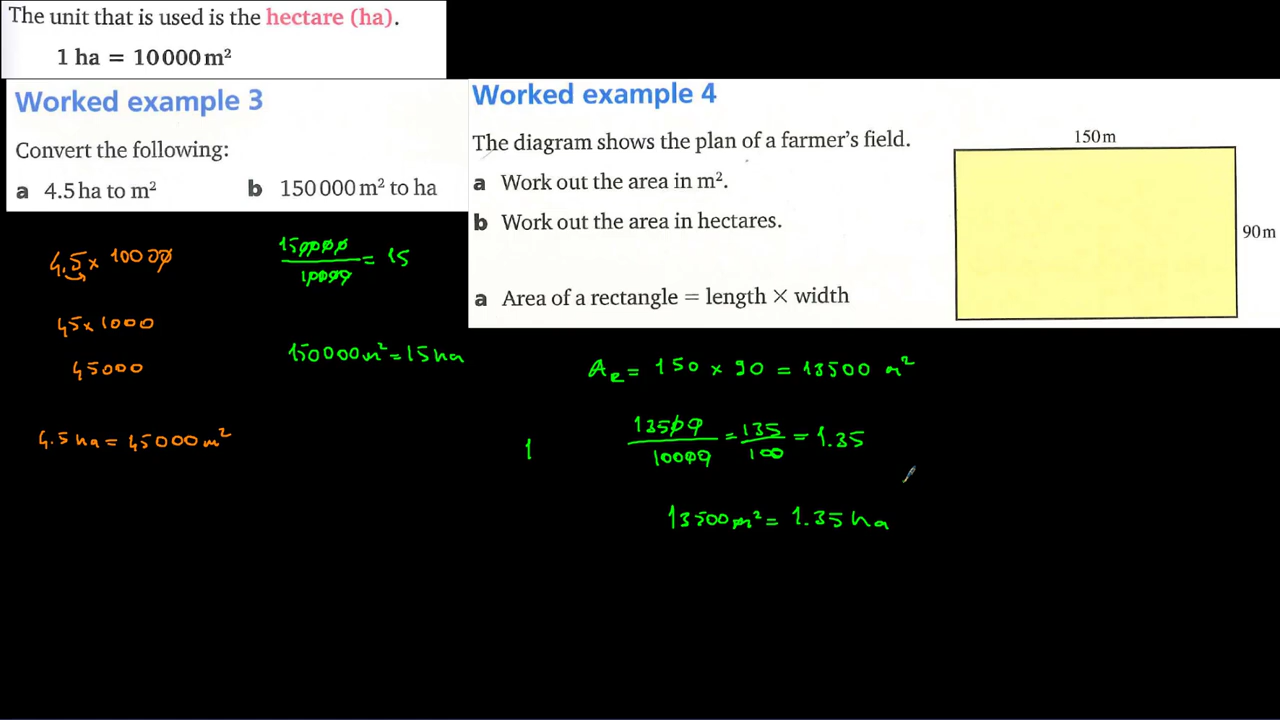 The unit that is used is the hectare (ha).
1 ha = 10 000 m²
Worked example 3
Convert the following:
a 4.5 ha to m²
b 150 000 m² to ha
4.5 × 10000
45 × 1000
45000
4.5 ha = 45000 m²
150000
10000
= 15
150000 m² = 15 ha
Worked example 4
The diagram shows the plan of a farmer's field.
a Work out the area in m².
b Work out the area in hectares.
a Area of a rectangle = length × width
150 m
90 m
A_R = 150 × 90 = 13500 m²
1
13500
10000
= 135
100
= 1.35
13500 m² = 1.35 ha